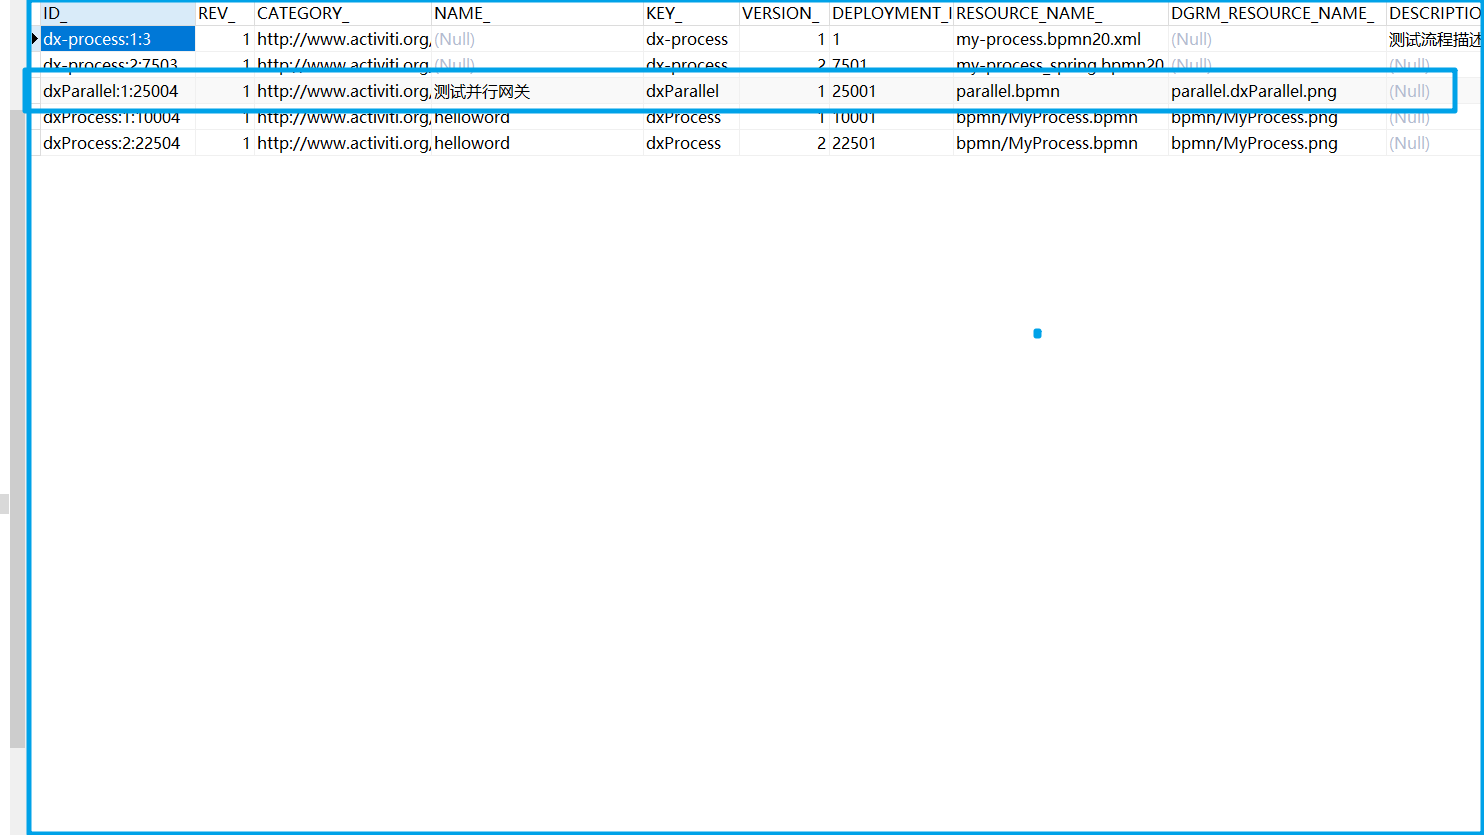 ID_ REV_ CATEGORY_ NAME_ KEY_ VERSION_ DEPLOYMENT_I RESOURCE_NAME_ DGRM_RESOURCE_NAME_ DESCRIPTIO
dx-process:1:3 1 http://www.activiti.org, (Null) dx-process 1 1 my-process.bpmn20.xml (Null) 测试流程描述
dx-process:2:7503 1 http://www.activiti.org, (Null) dx-process 2 7501 my-process_spring.bpmn20 (Null) (Null)
dxParallel:1:25004 1 http://www.activiti.org, 测试并行网关 dxParallel 1 25001 parallel.bpmn parallel.dxParallel.png (Null)
dxProcess:1:10004 1 http://www.activiti.org, helloword dxProcess 1 10001 bpmn/MyProcess.bpmn bpmn/MyProcess.png (Null)
dxProcess:2:22504 1 http://www.activiti.org, helloword dxProcess 2 22501 bpmn/MyProcess.bpmn bpmn/MyProcess.png (Null)